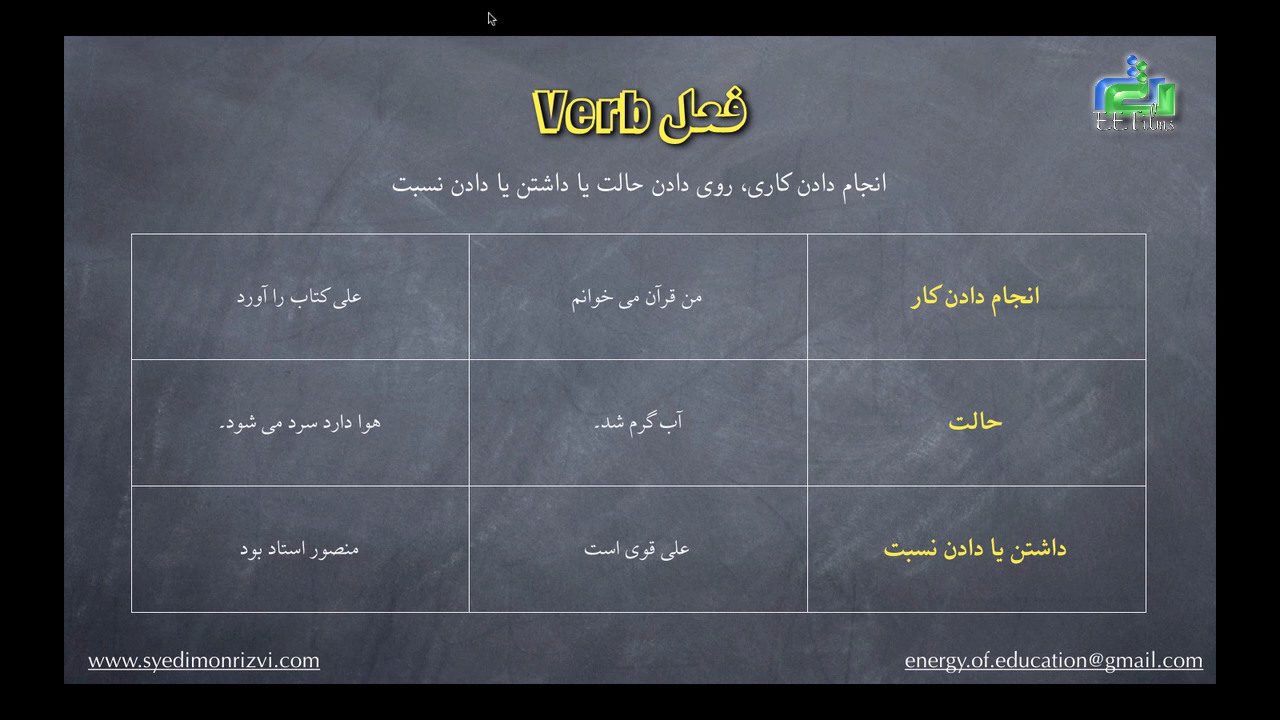 فعل Verb
E.E.Films
انجام دادن کاری، روی دادن حالت یا داشتن یا دادن نسبت
انجام دادن کار
من قرآن می خوانم
علی کتاب را آورد
حالت
آب گرم شد۔
هوا دارد سرد می شود۔
داشتن یا دادن نسبت
علی قوی است
منصور استاد بود
www.syedimonrizvi.com
energy.of.education@gmail.com